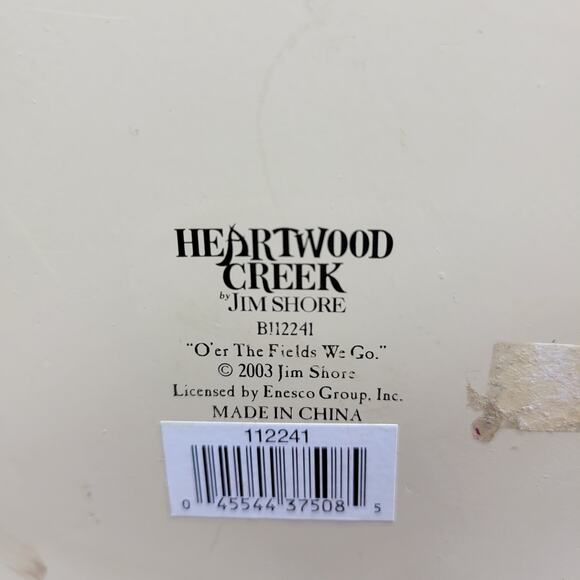 HEARTWOOD
CREEK
by JIM SHORE
B112241
"O'er The Fields We Go."
© 2003 Jim Shore
Licensed by Enesco Group, Inc.
MADE IN CHINA
112241
0 45544 37508 5